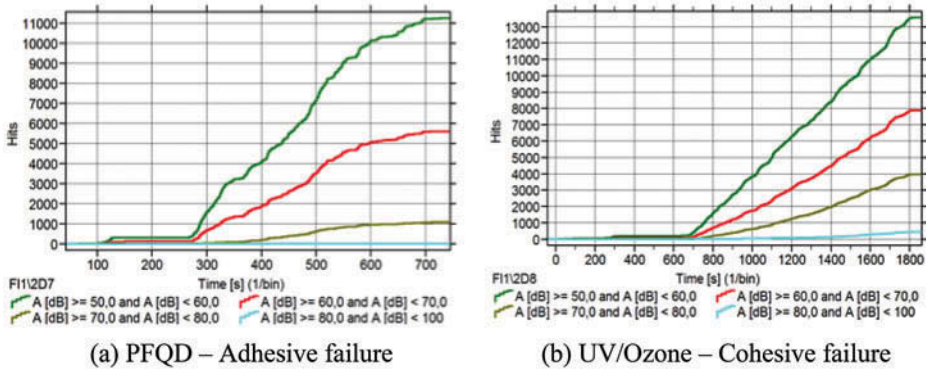 11000
10000
9000
8000
7000
6000
5000
4000
3000
2000
1000
0
Hits
100 200 300 400 500 600 700
Time [s] (1/bin)
FI1\2D7
A [dB] >= 50,0 and A [dB] < 60,0 A [dB] >= 60,0 and A [dB] < 70,0
A [dB] >= 70,0 and A [dB] < 80,0 A [dB] >= 80,0 and A [dB] < 100
(a) PFQD – Adhesive failure
13000
12000
11000
10000
9000
8000
7000
6000
5000
4000
3000
2000
1000
0
Hits
0 200 400 600 800 1000 1200 1400 1600 1800
Time [s] (1/bin)
FI1\2D8
A [dB] >= 50,0 and A [dB] < 60,0 A [dB] >= 60,0 and A [dB] < 70,0
A [dB] >= 70,0 and A [dB] < 80,0 A [dB] >= 80,0 and A [dB] < 100
(b) UV/Ozone – Cohesive failure